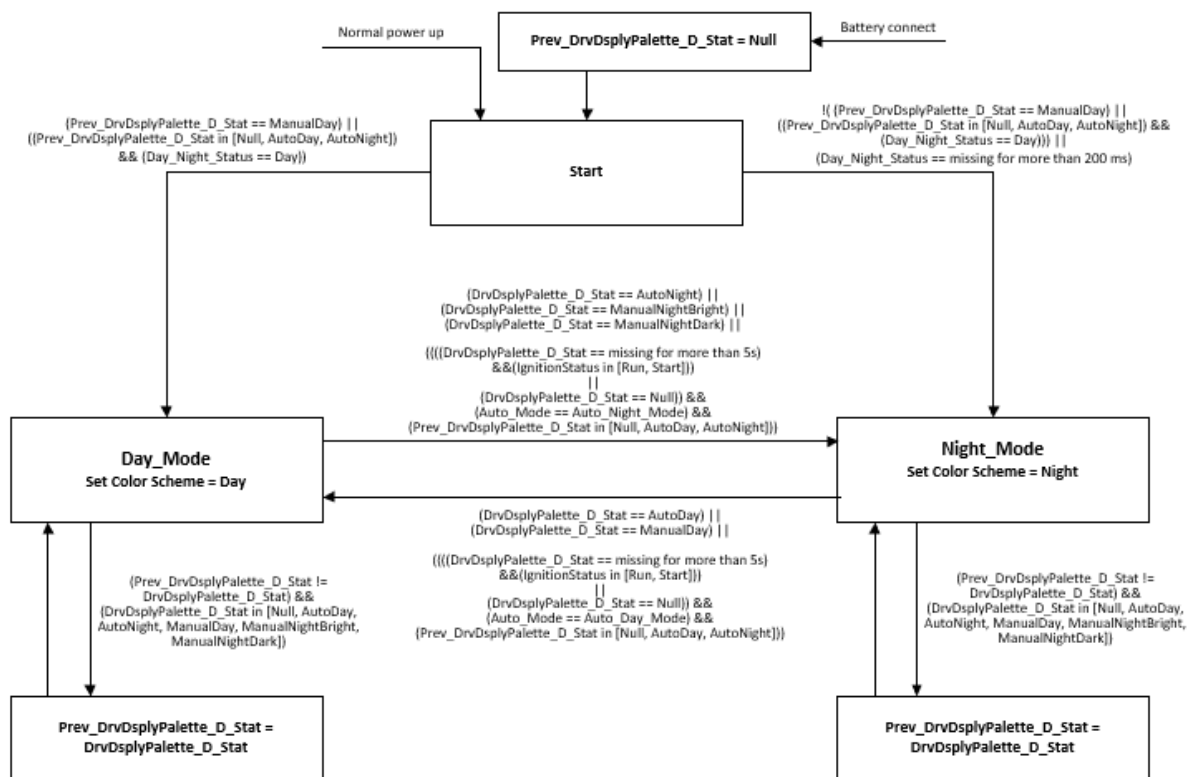 Normal power up
Prev_DrvDsplyPalette_D_Stat = Null
Battery connect
(Prev_DrvDsplyPalette_D_Stat == ManualDay) ||
((Prev_DrvDsplyPalette_D_Stat in [Null, AutoDay, AutoNight])
&& (Day_Night_Status == Day))
Start
!( (Prev_DrvDsplyPalette_D_Stat == ManualDay) ||
((Prev_DrvDsplyPalette_D_Stat in [Null, AutoDay, AutoNight]) &&
(Day_Night_Status == Day))) ||
(Day_Night_Status == missing for more than 200 ms)
(DrvDsplyPalette_D_Stat == AutoNight) ||
(DrvDsplyPalette_D_Stat == ManualNightBright) ||
(DrvDsplyPalette_D_Stat == ManualNightDark) ||
((((DrvDsplyPalette_D_Stat == missing for more than 5s)
&&(IgnitionStatus in [Run, Start]))
||
(DrvDsplyPalette_D_Stat == Null)) &&
(Auto_Mode == Auto_Night_Mode) &&
(Prev_DrvDsplyPalette_D_Stat in [Null, AutoDay, AutoNight]))
Day_Mode
Set Color Scheme = Day
Night_Mode
Set Color Scheme = Night
(DrvDsplyPalette_D_Stat == AutoDay) ||
(DrvDsplyPalette_D_Stat == ManualDay) ||
((((DrvDsplyPalette_D_Stat == missing for more than 5s)
&&(IgnitionStatus in [Run, Start]))
||
(DrvDsplyPalette_D_Stat == Null)) &&
(Auto_Mode == Auto_Day_Mode) &&
(Prev_DrvDsplyPalette_D_Stat in [Null, AutoDay, AutoNight]))
(Prev_DrvDsplyPalette_D_Stat !=
DrvDsplyPalette_D_Stat) &&
(DrvDsplyPalette_D_Stat in [Null, AutoDay,
AutoNight, ManualDay, ManualNightBright,
ManualNightDark])
(Prev_DrvDsplyPalette_D_Stat !=
DrvDsplyPalette_D_Stat) &&
(DrvDsplyPalette_D_Stat in [Null, AutoDay,
AutoNight, ManualDay, ManualNightBright,
ManualNightDark])
Prev_DrvDsplyPalette_D_Stat =
DrvDsplyPalette_D_Stat
Prev_DrvDsplyPalette_D_Stat =
DrvDsplyPalette_D_Stat